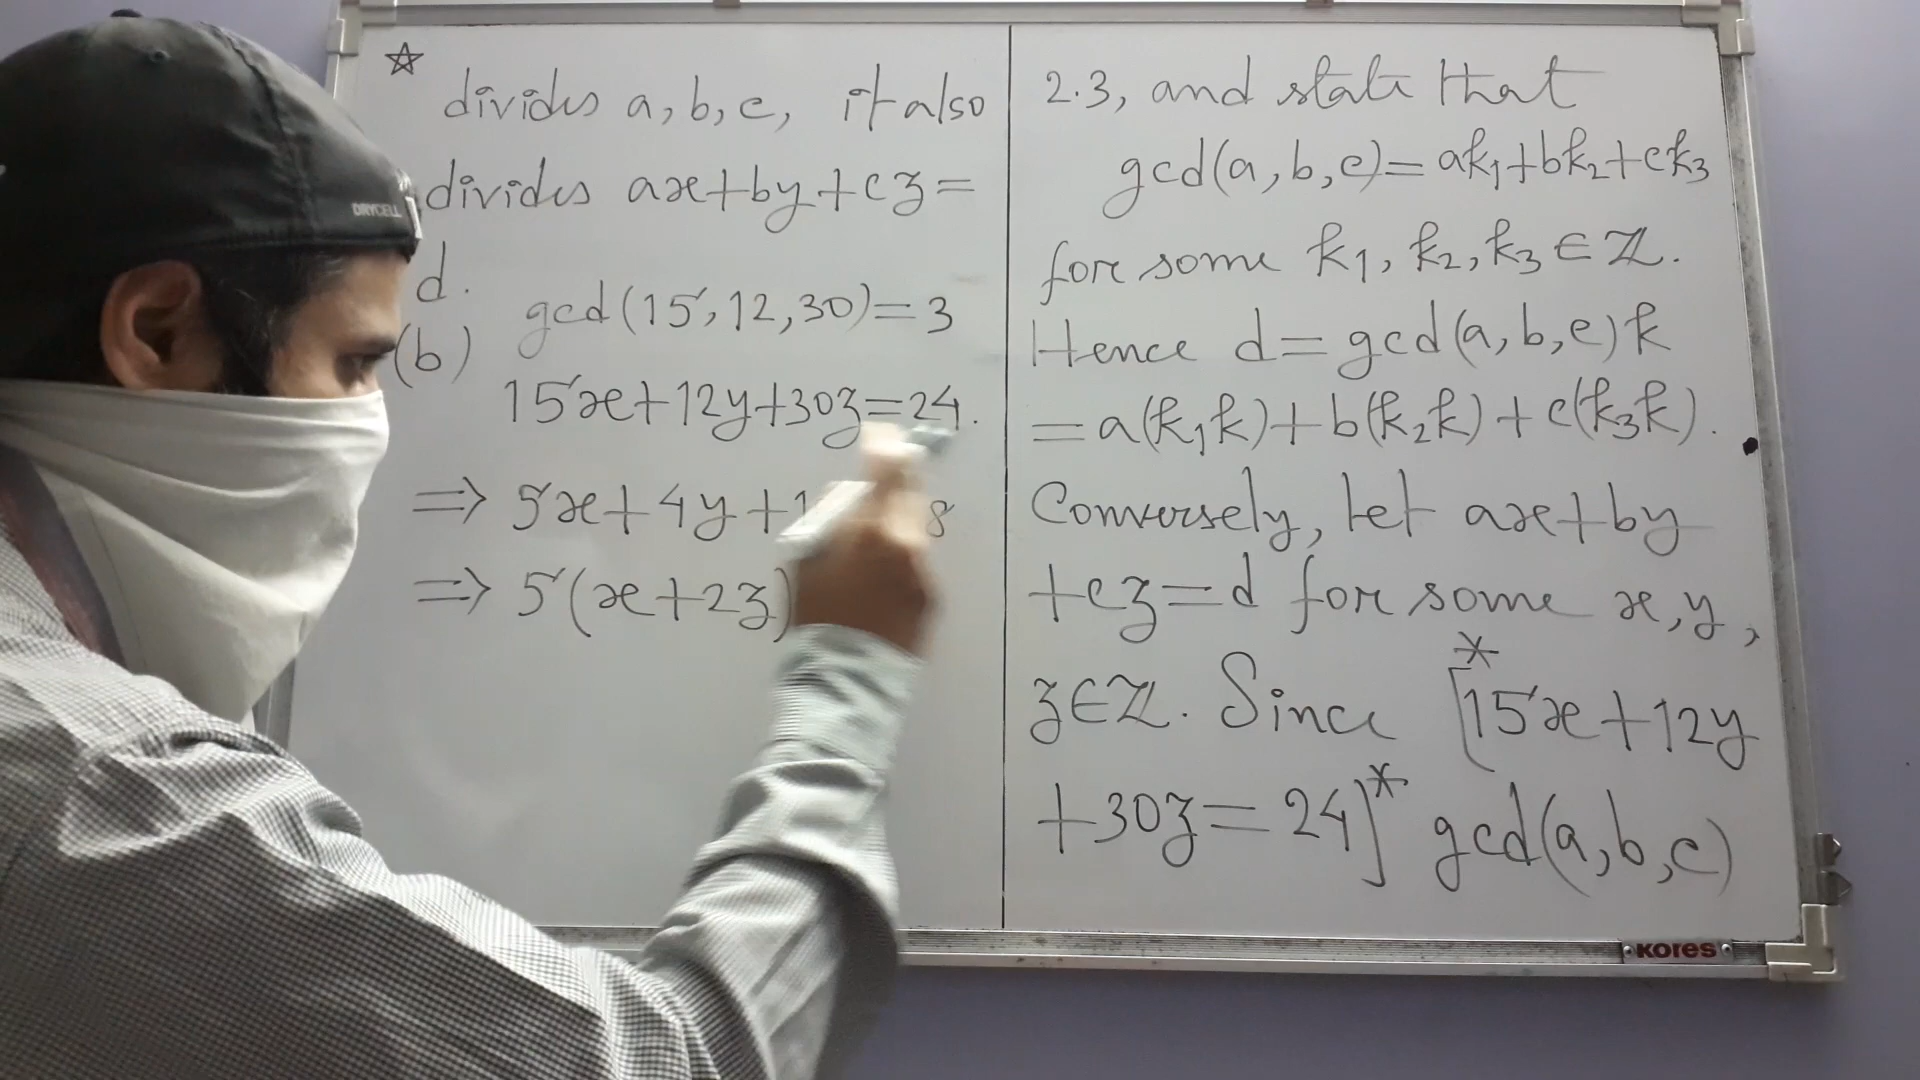 ☆
divides a, b, c, it also
divides ax+by+cz=
d.
(b) gcd(15,12,30)=3
15x+12y+30z=24.
⇒ 5x+4y+1 8
⇒ 5(x+2z)
2.3, and state that
gcd(a,b,c)=ak₁+bk₂+ck₃
for some k₁, k₂, k₃ ∈ ℤ.
Hence d=gcd(a,b,c)k
=a(k₁k)+b(k₂k)+c(k₃k).
Conversely, let ax+by
+cz=d for some x,y,
z∈ℤ. Since *[15x+12y
+30z=24]* gcd(a,b,c)
DRYCELL
KORES